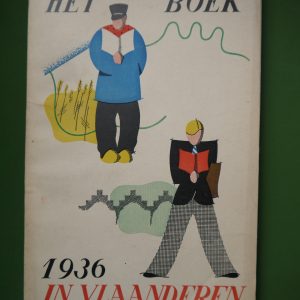 HET BOEK
1936
IN VLAANDEREN